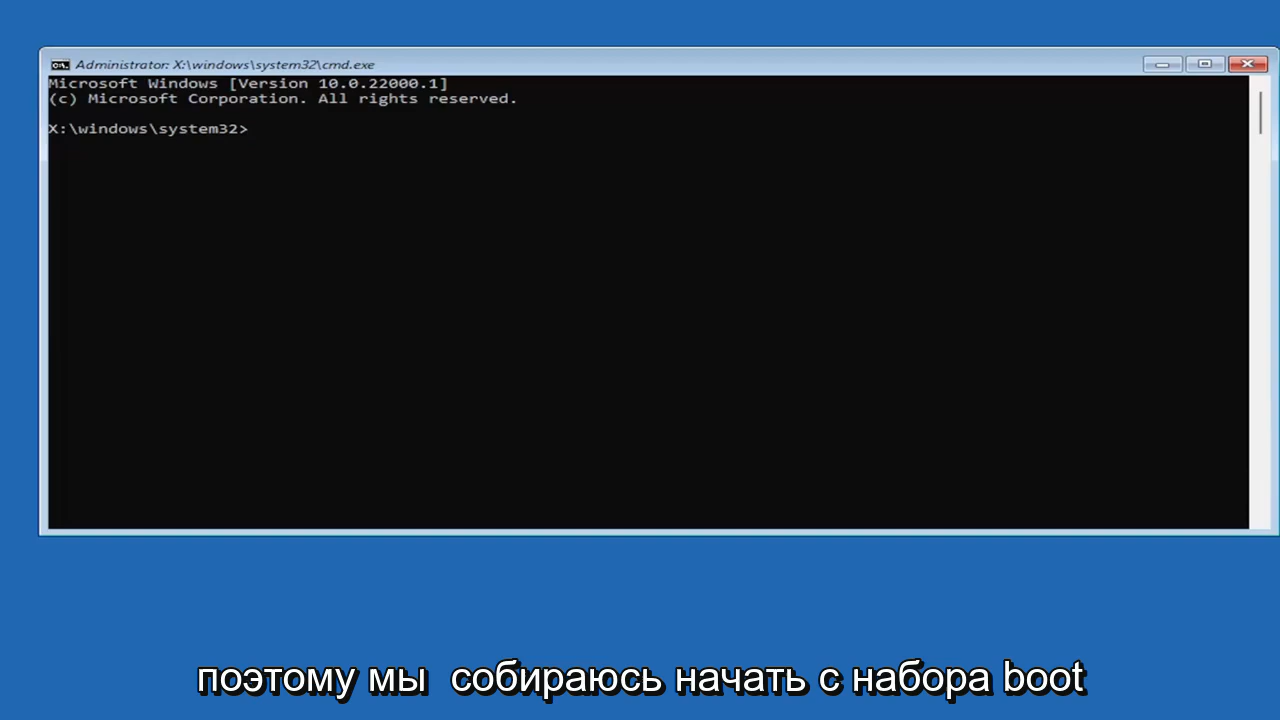 Administrator: X:\windows\system32\cmd.exe
Microsoft Windows [Version 10.0.22000.1]
(c) Microsoft Corporation. All rights reserved.
X:\windows\system32>
поэтому мы собираюсь начать с набора boot